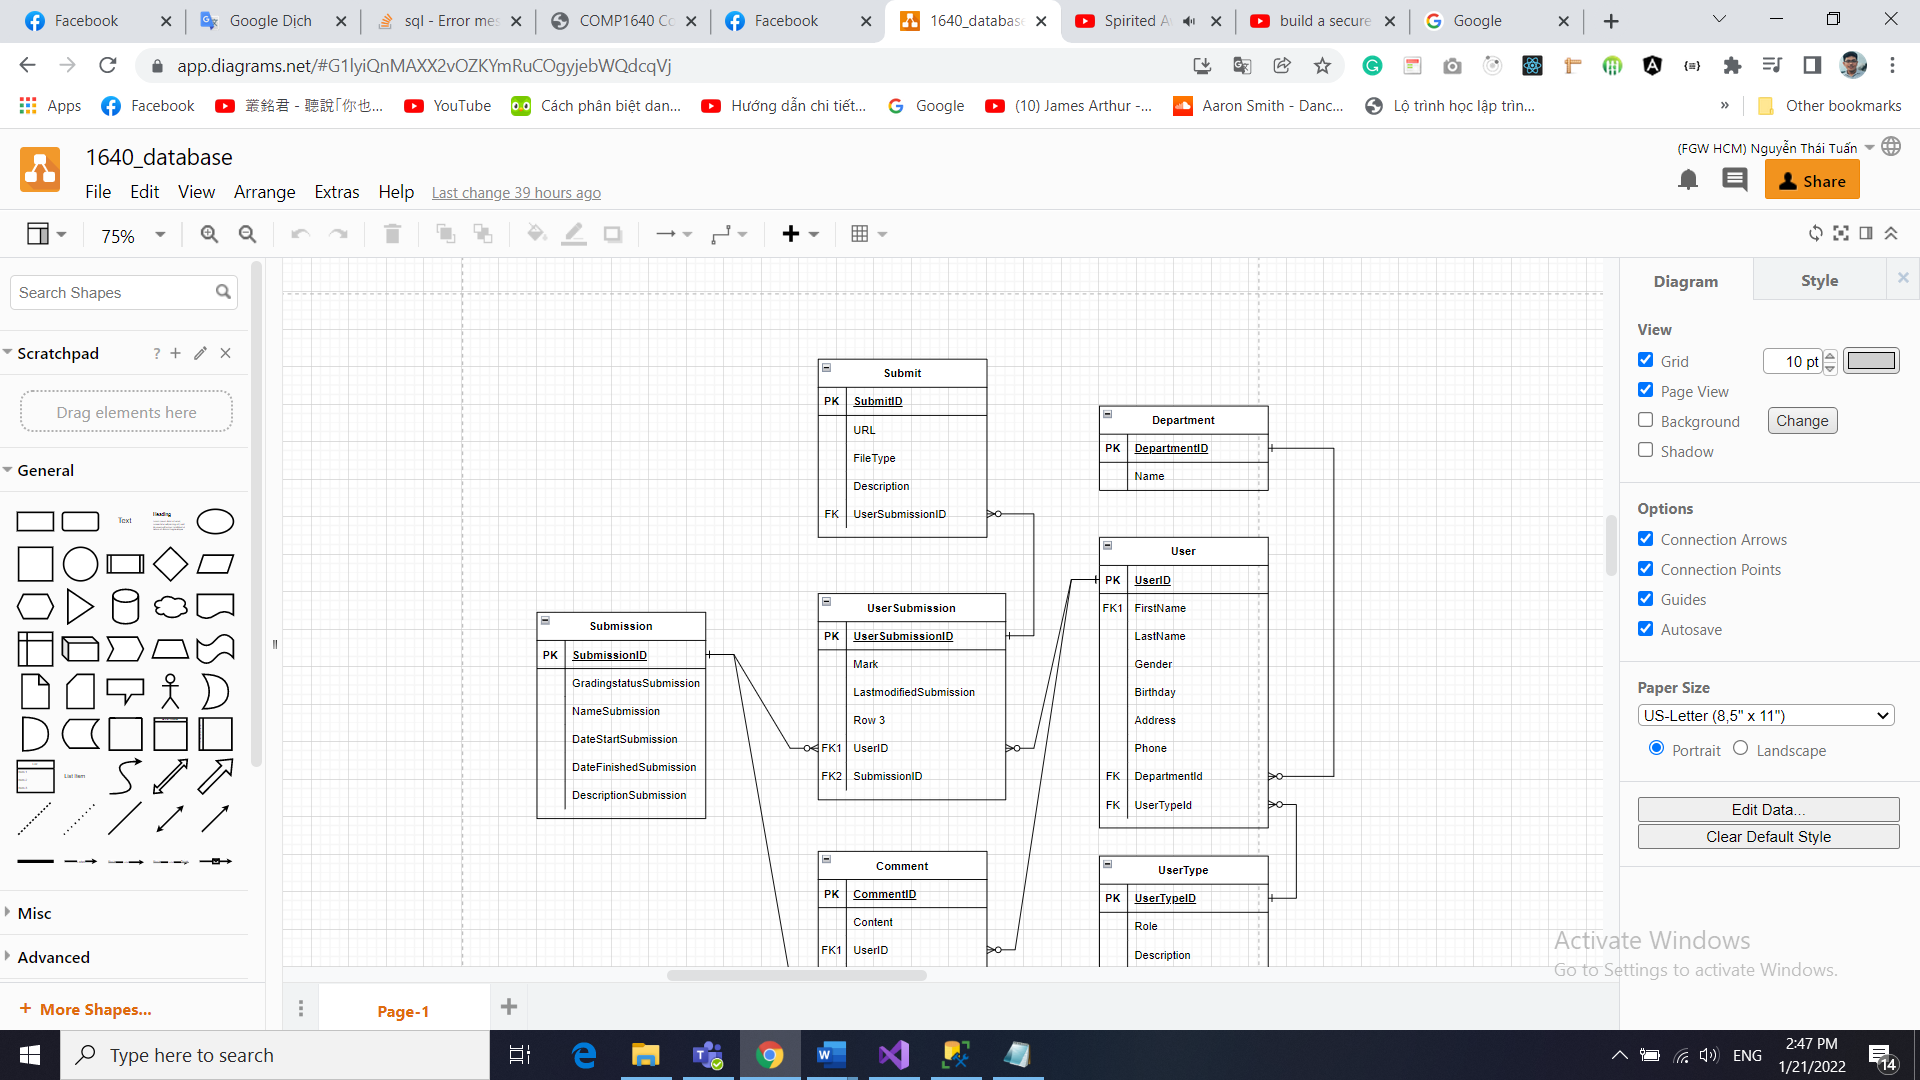 Facebook
Google Dịch
sql - Error mes
COMP1640 Co
Facebook
1640_database
Spirited A
build a secure
Google
app.diagrams.net/#G1lyiQnMAXX2vOZKYmRuCOgyjebWQdcqVj
Apps
Facebook
叢銘君 - 聽說｢你也...
YouTube
Cách phân biệt dan...
Hướng dẫn chi tiết...
Google
(10) James Arthur -...
Aaron Smith - Danc...
Lộ trình học lập trìn...
»
Other bookmarks
1640_database
(FGW HCM) Nguyễn Thái Tuấn
File Edit View Arrange Extras Help Last change 39 hours ago
Share
75%
Search Shapes
Scratchpad
?
Drag elements here
General
Text
Heading
List Item
Misc
Advanced
+ More Shapes...
Submit
PK SubmitID
URL
FileType
Description
FK UserSubmissionID
Department
PK DepartmentID
Name
User
PK UserID
FK1 FirstName
LastName
Gender
Birthday
Address
Phone
FK DepartmentId
FK UserTypeId
UserSubmission
PK UserSubmissionID
Mark
LastmodifiedSubmission
Row 3
FK1 UserID
FK2 SubmissionID
Submission
PK SubmissionID
GradingstatusSubmission
NameSubmission
DateStartSubmission
DateFinishedSubmission
DescriptionSubmission
Comment
PK CommentID
Content
FK1 UserID
UserType
PK UserTypeID
Role
Description
Page-1
Diagram
Style
View
Grid
10 pt
Page View
Background
Change
Shadow
Options
Connection Arrows
Connection Points
Guides
Autosave
Paper Size
US-Letter (8,5" x 11")
Portrait
Landscape
Edit Data...
Clear Default Style
Activate Windows
Go to Settings to activate Windows.
Type here to search
ENG
2:47 PM
1/21/2022
14